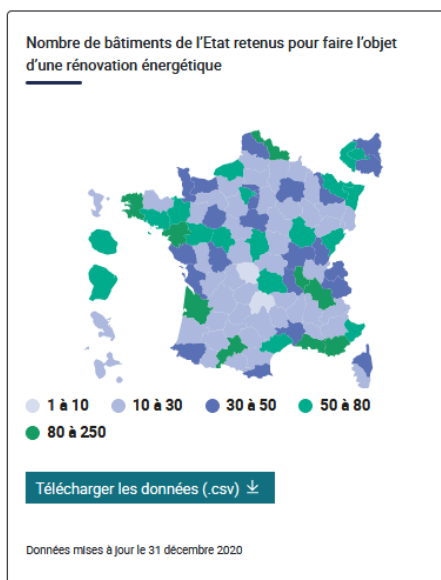 Nombre de bâtiments de l'Etat retenus pour faire l'objet
d'une rénovation énergétique
1 à 10
10 à 30
30 à 50
50 à 80
80 à 250
Télécharger les données (.csv)
Données mises à jour le 31 décembre 2020